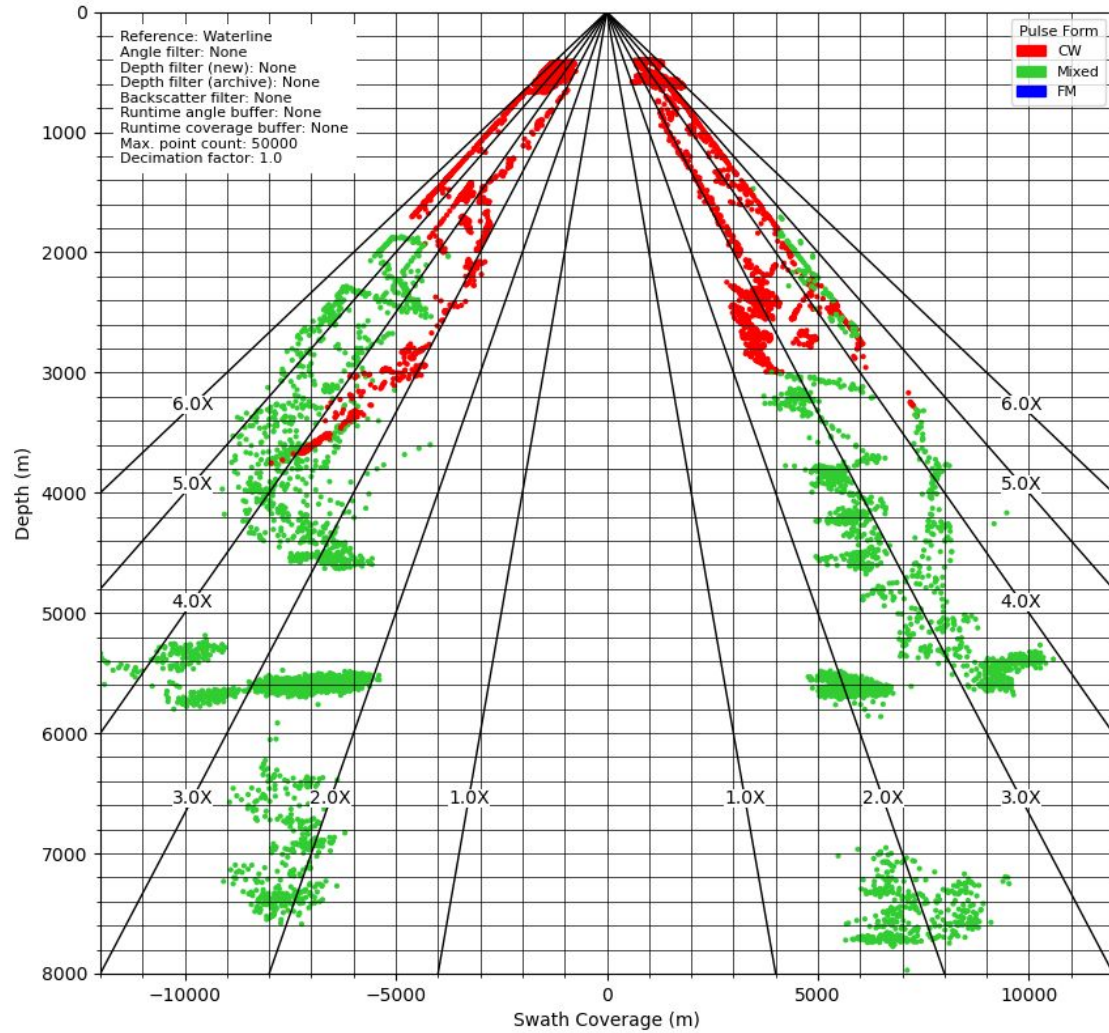 0
Reference: Waterline
Angle filter: None
Depth filter (new): None
Depth filter (archive): None
Backscatter filter: None
Runtime angle buffer: None
Runtime coverage buffer: None
Max. point count: 50000
Decimation factor: 1.0
Pulse Form
CW
Mixed
FM
1000
2000
3000
6.0X 6.0X
Depth (m)
5.0X 5.0X
4000
4.0X 4.0X
5000
6000
3.0X 2.0X 1.0X 1.0X 2.0X 3.0X
7000
8000
−10000 −5000 0 5000 10000
Swath Coverage (m)